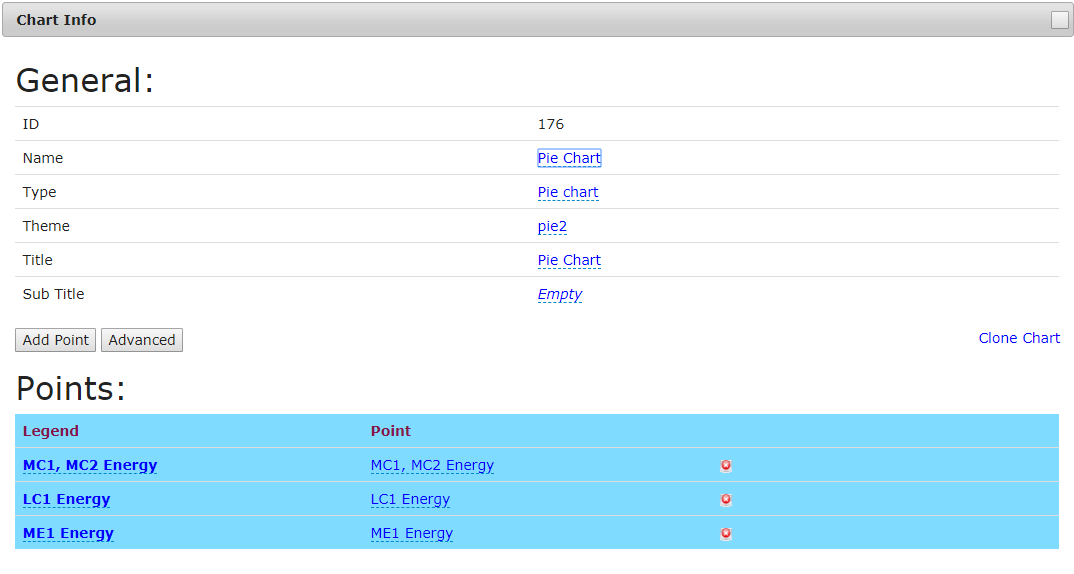 Chart Info
General:
ID 176
Name Pie Chart
Type Pie chart
Theme pie2
Title Pie Chart
Sub Title Empty
Add Point Advanced Clone Chart
Points:
Legend Point
MC1, MC2 Energy MC1, MC2 Energy
LC1 Energy LC1 Energy
ME1 Energy ME1 Energy